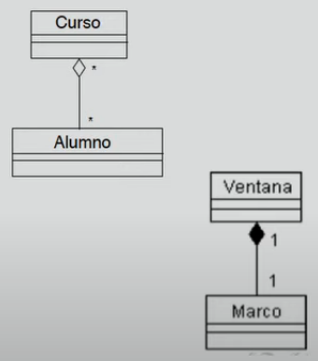 Curso
*
*
Alumno
Ventana
1
1
Marco